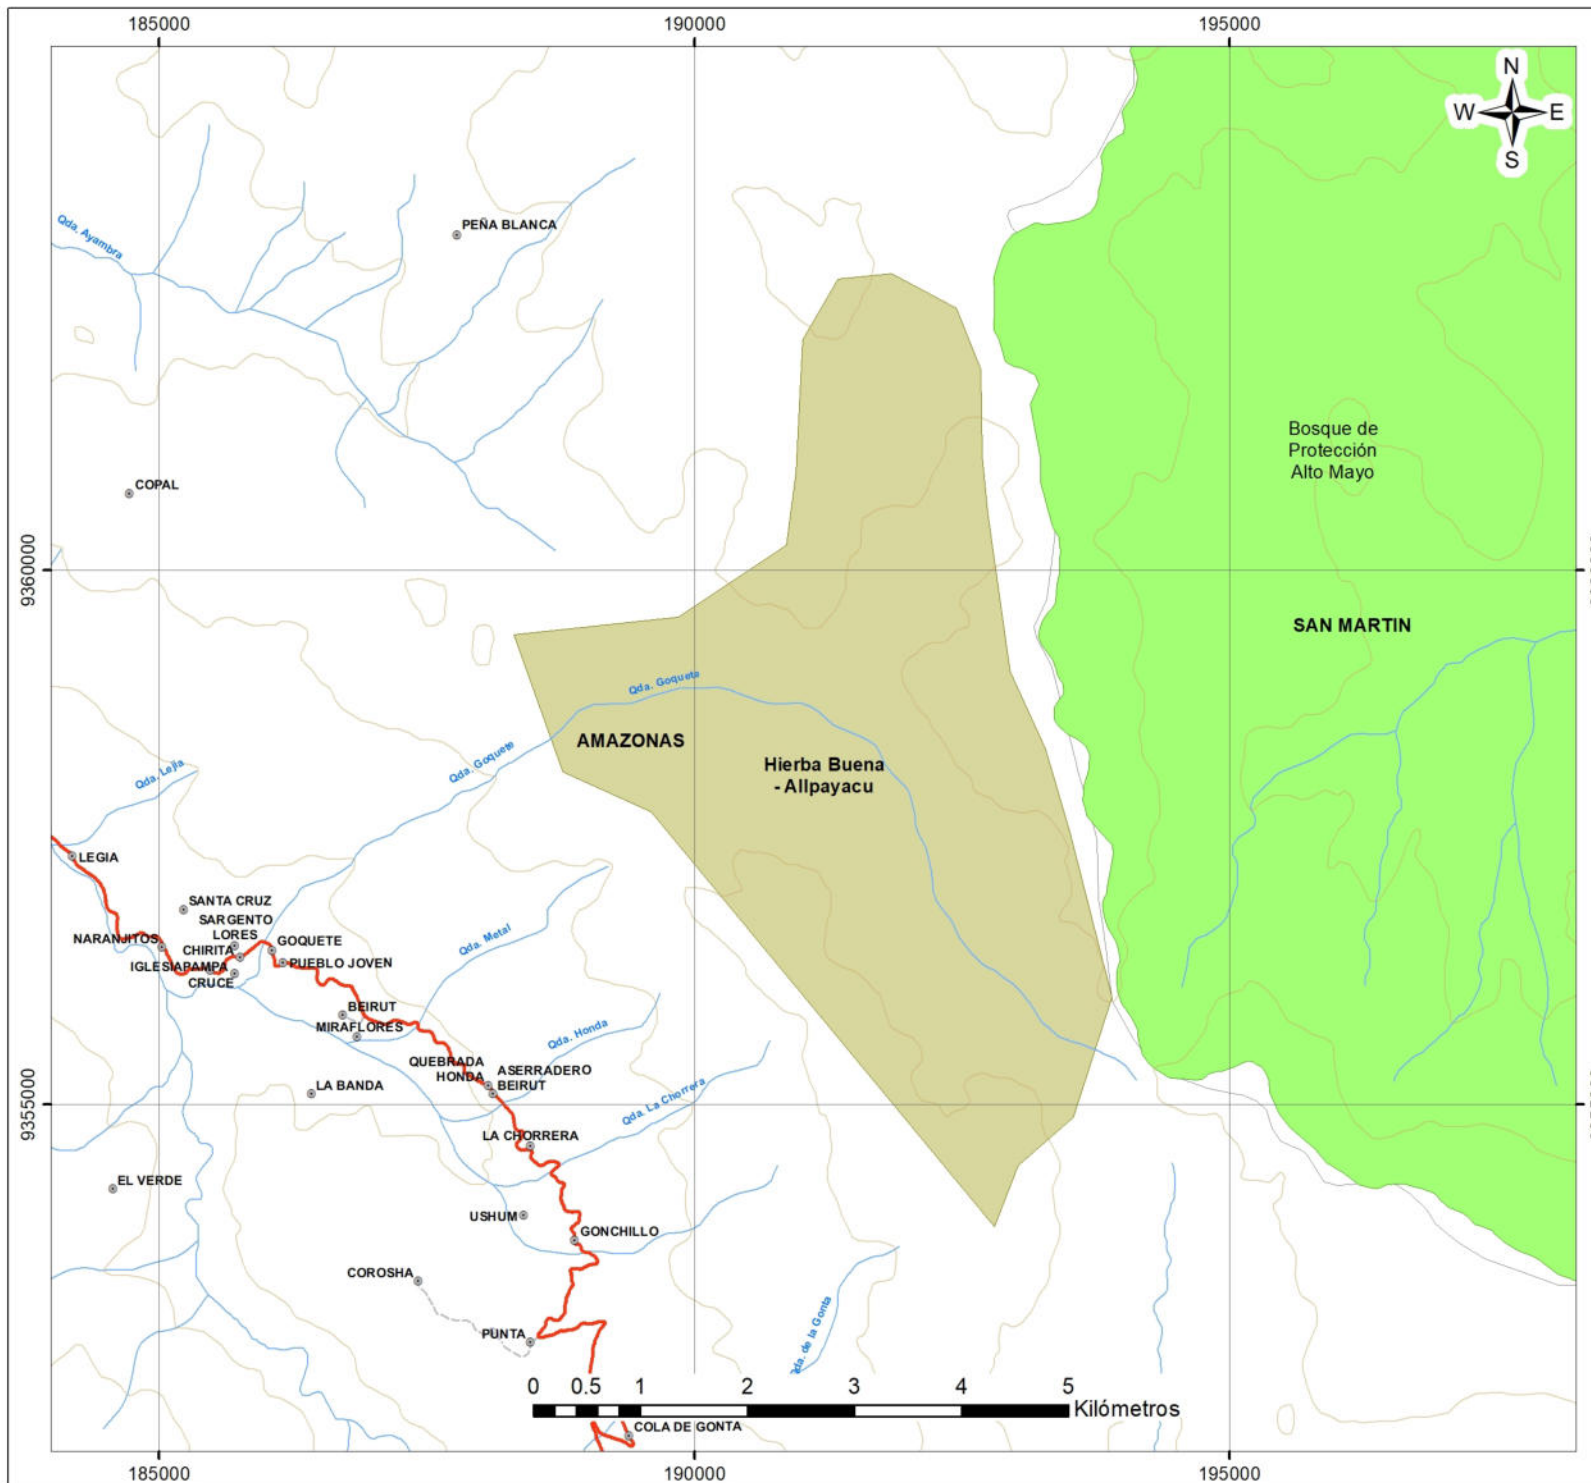 185000
190000
195000
N
W
E
S
Qda. Ayambra
PEÑA BLANCA
Bosque de
Protección
Alto Mayo
COPAL
9360000
SAN MARTIN
Qda. Goquete
AMAZONAS
Qda. Goquete
Hierba Buena
- Allpayacu
Qda. Lejia
LEGIA
SANTA CRUZ
SARGENTO
LORES
NARANJITOS
CHIRITA
GOQUETE
IGLESIAPAMPA
PUEBLO JOVEN
CRUCE
Qda. Metal
BEIRUT
MIRAFLORES
Qda. Honda
QUEBRADA
HONDA
ASERRADERO
BEIRUT
LA BANDA
Qda. La Chorrera
9355000
LA CHORRERA
EL VERDE
USHUM
GONCHILLO
COROSHA
PUNTA
da. de la Gonta
0
0.5
1
2
3
4
5
Kilómetros
COLA DE GONTA
185000
190000
195000